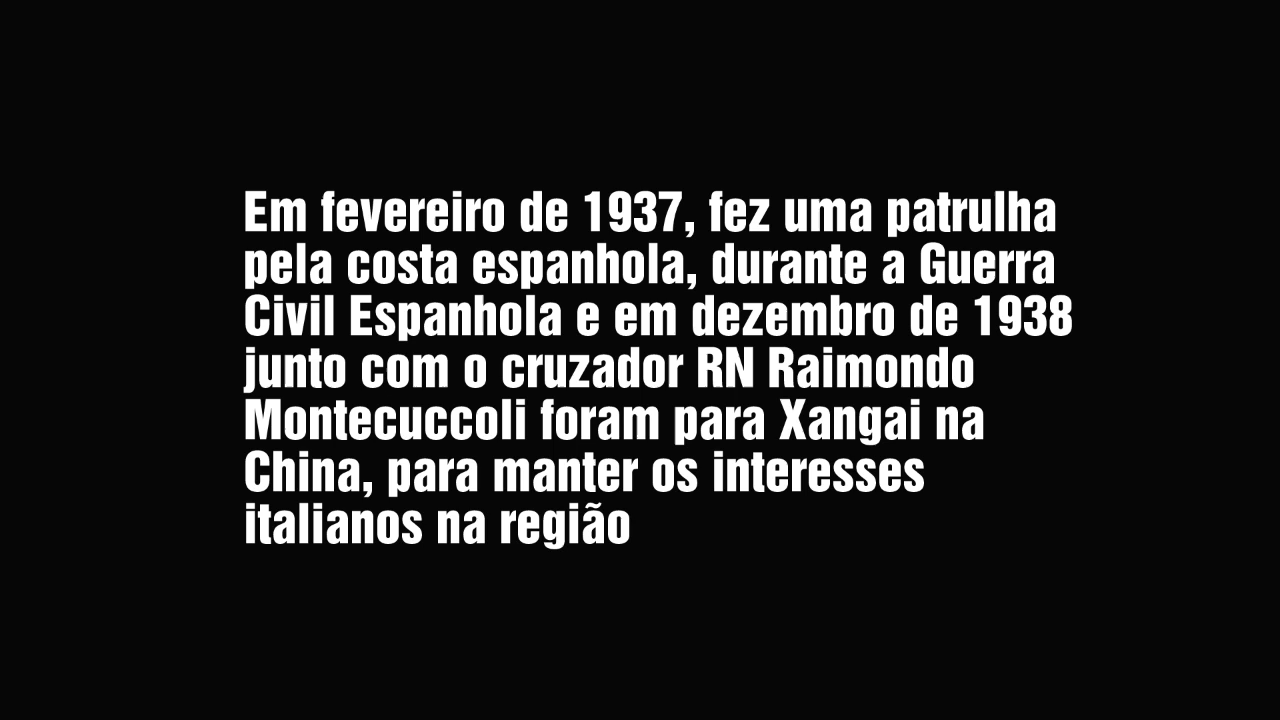 Em fevereiro de 1937, fez uma patrulha
pela costa espanhola, durante a Guerra
Civil Espanhola e em dezembro de 1938
junto com o cruzador RN Raimondo
Montecuccoli foram para Xangai na
China, para manter os interesses
italianos na região